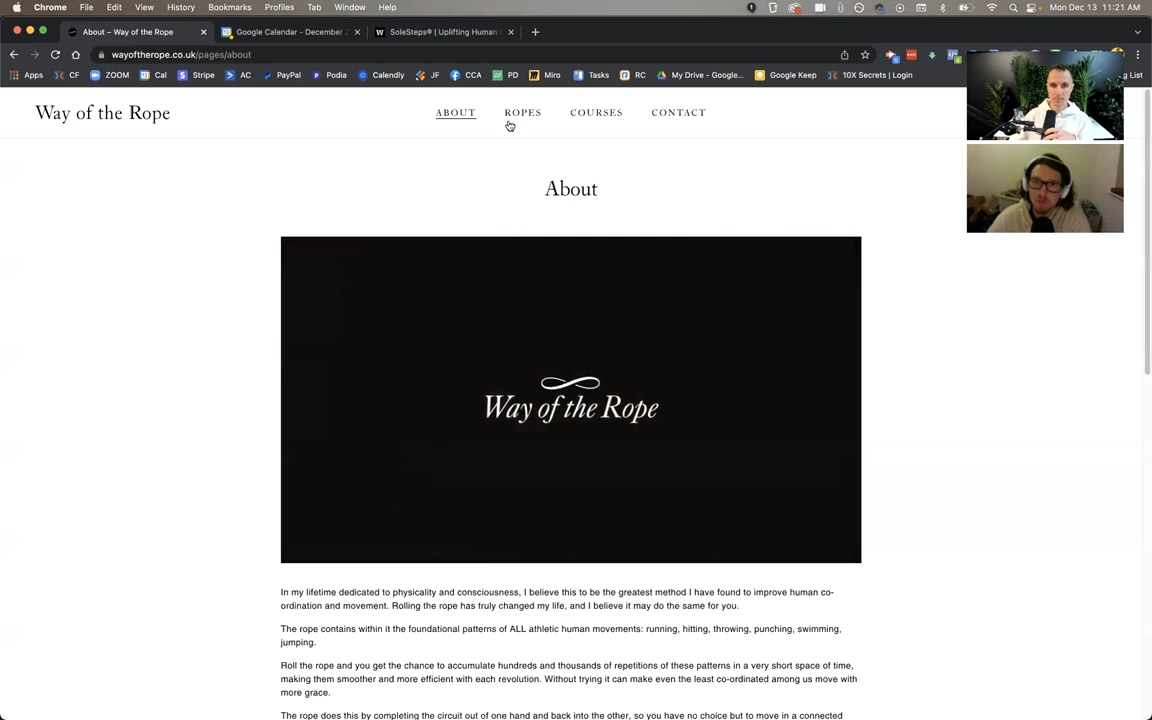 Chrome File Edit View History Bookmarks Profiles Tab Window Help
Mon Dec 13 11:21 AM
About – Way of the Rope
Google Calendar - December
SoleSteps® | Uplifting Human
wayoftherope.co.uk/pages/about
Apps CF ZOOM Cal Stripe AC PayPal Podia Calendly JF CCA PD Miro Tasks RC My Drive - Google... Google Keep 10X Secrets | Login
ng List
Way of the Rope
ABOUT ROPES COURSES CONTACT
About
Way of the Rope
In my lifetime dedicated to physicality and consciousness, I believe this to be the greatest method I have found to improve human co-
ordination and movement. Rolling the rope has truly changed my life, and I believe it may do the same for you.
The rope contains within it the foundational patterns of ALL athletic human movements: running, hitting, throwing, punching, swimming,
jumping.
Roll the rope and you get the chance to accumulate hundreds and thousands of repetitions of these patterns in a very short space of time,
making them smoother and more efficient with each revolution. Without trying it can make even the least co-ordinated among us move with
more grace.
The rope does this by completing the circuit out of one hand and back into the other, so you have no choice but to move in a connected